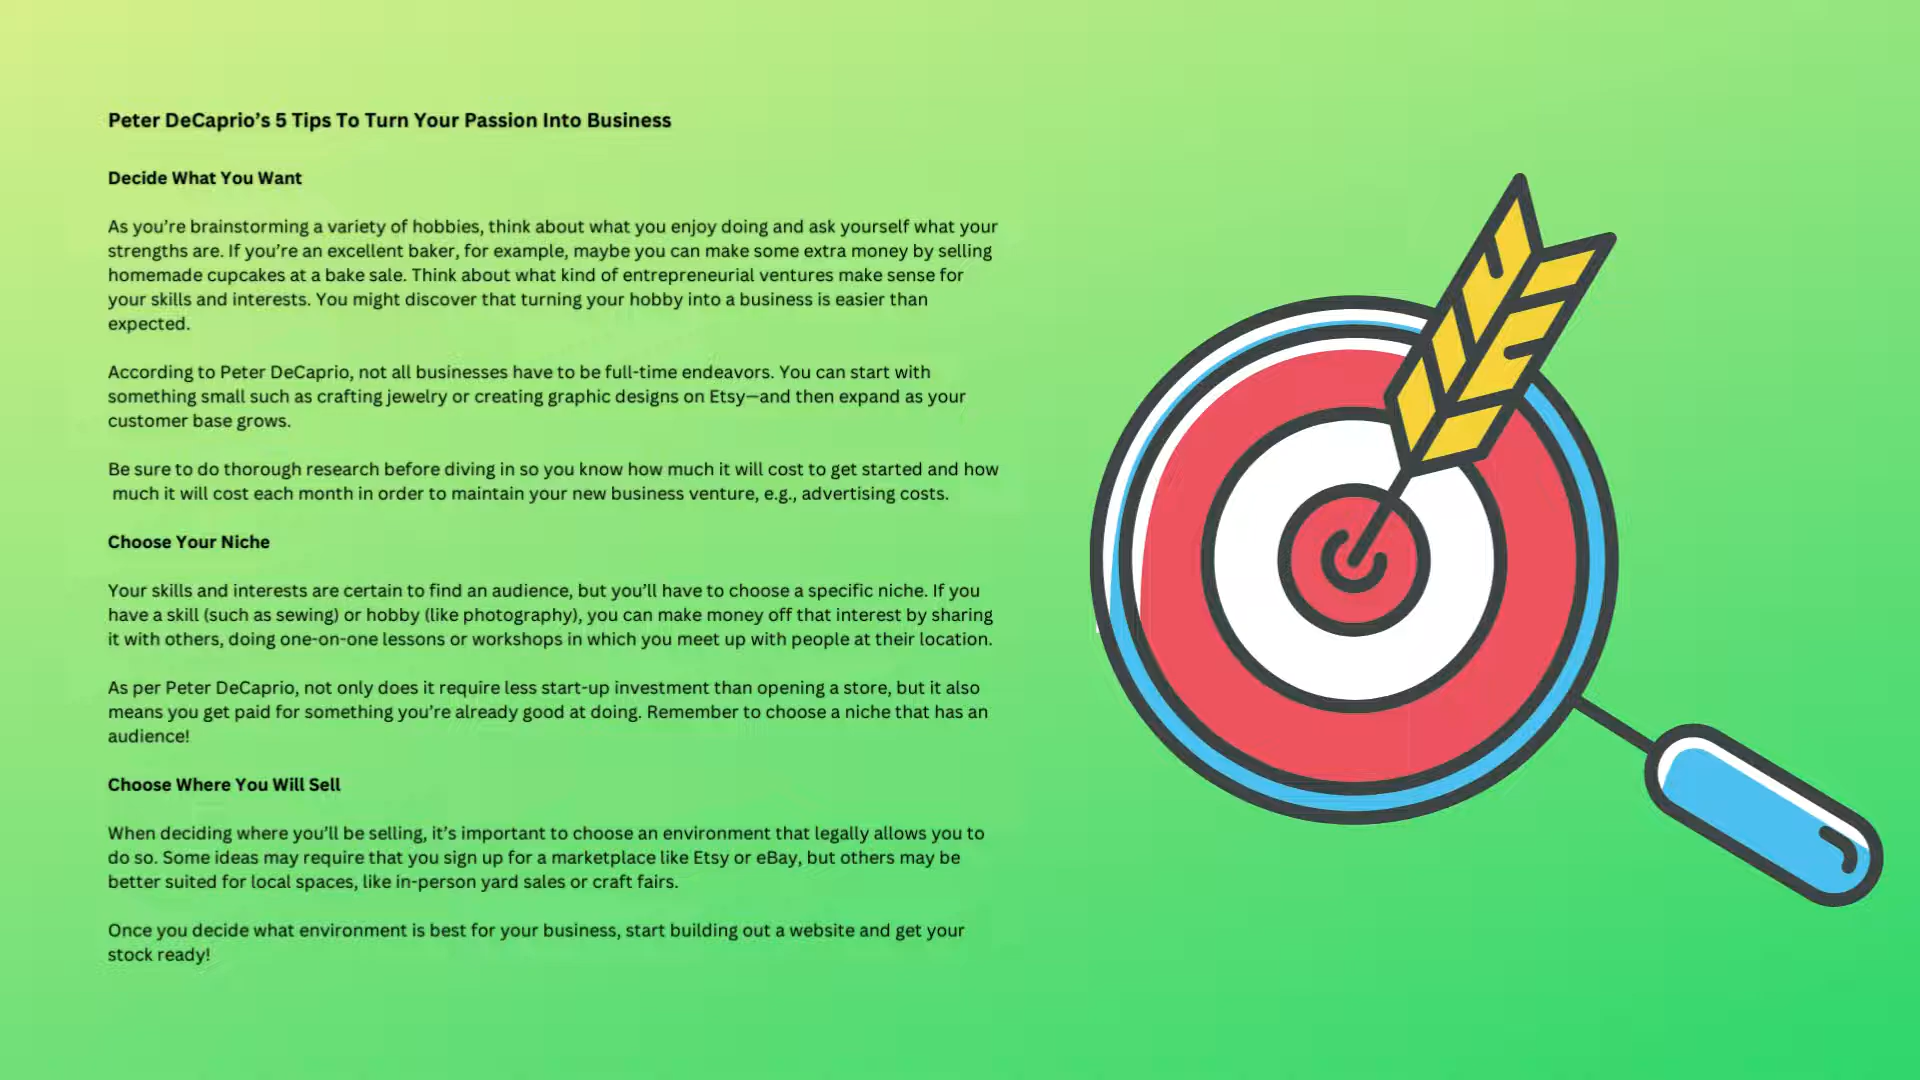 Peter DeCaprio’s 5 Tips To Turn Your Passion Into Business
Decide What You Want
As you’re brainstorming a variety of hobbies, think about what you enjoy doing and ask yourself what your
strengths are. If you’re an excellent baker, for example, maybe you can make some extra money by selling
homemade cupcakes at a bake sale. Think about what kind of entrepreneurial ventures make sense for
your skills and interests. You might discover that turning your hobby into a business is easier than
expected.
According to Peter DeCaprio, not all businesses have to be full-time endeavors. You can start with
something small such as crafting jewelry or creating graphic designs on Etsy—and then expand as your
customer base grows.
Be sure to do thorough research before diving in so you know how much it will cost to get started and how
much it will cost each month in order to maintain your new business venture, e.g., advertising costs.
Choose Your Niche
Your skills and interests are certain to find an audience, but you’ll have to choose a specific niche. If you
have a skill (such as sewing) or hobby (like photography), you can make money off that interest by sharing
it with others, doing one-on-one lessons or workshops in which you meet up with people at their location.
As per Peter DeCaprio, not only does it require less start-up investment than opening a store, but it also
means you get paid for something you’re already good at doing. Remember to choose a niche that has an
audience!
Choose Where You Will Sell
When deciding where you’ll be selling, it’s important to choose an environment that legally allows you to
do so. Some ideas may require that you sign up for a marketplace like Etsy or eBay, but others may be
better suited for local spaces, like in-person yard sales or craft fairs.
Once you decide what environment is best for your business, start building out a website and get your
stock ready!